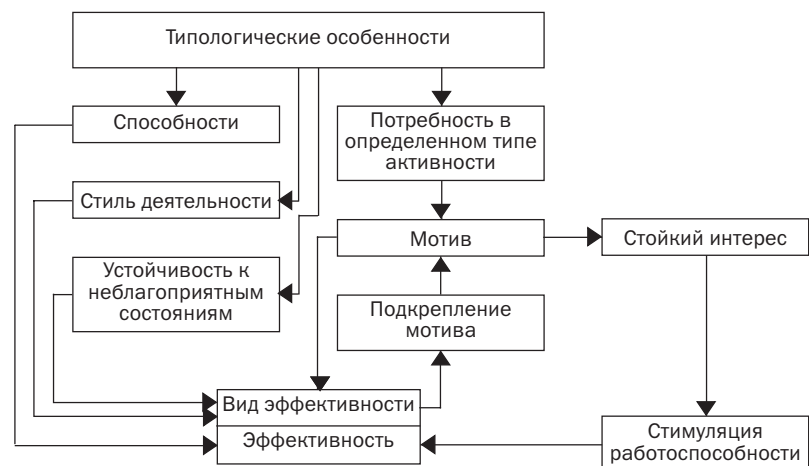 Типологические особенности
Способности
Потребность в
определенном типе
активности
Стиль деятельности
Мотив
Стойкий интерес
Устойчивость к
неблагоприятным
состояниям
Подкрепление
мотива
Вид эффективности
Эффективность
Стимуляция
работоспособности